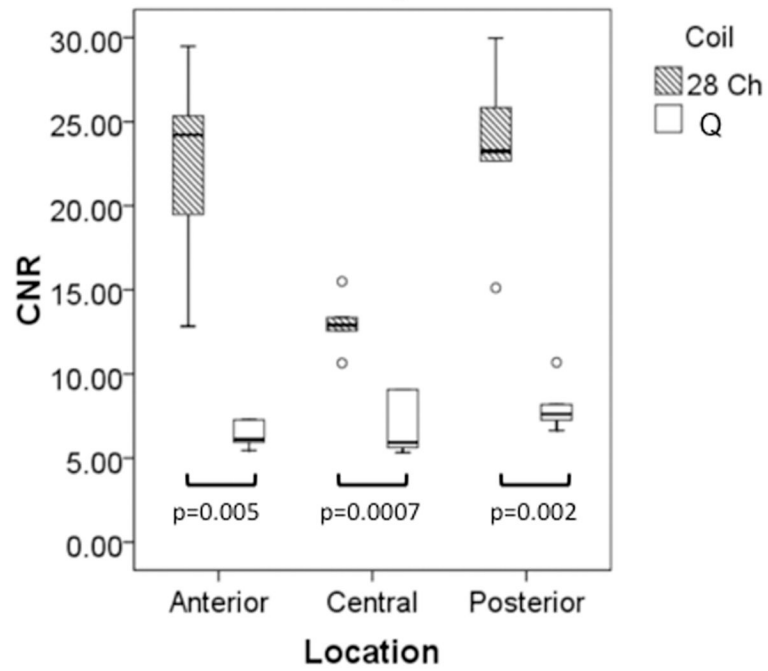 30.00
25.00
20.00
15.00
10.00
5.00
0.00
CNR
Coil
28 Ch
Q
p=0.005
p=0.0007
p=0.002
Anterior
Central
Posterior
Location